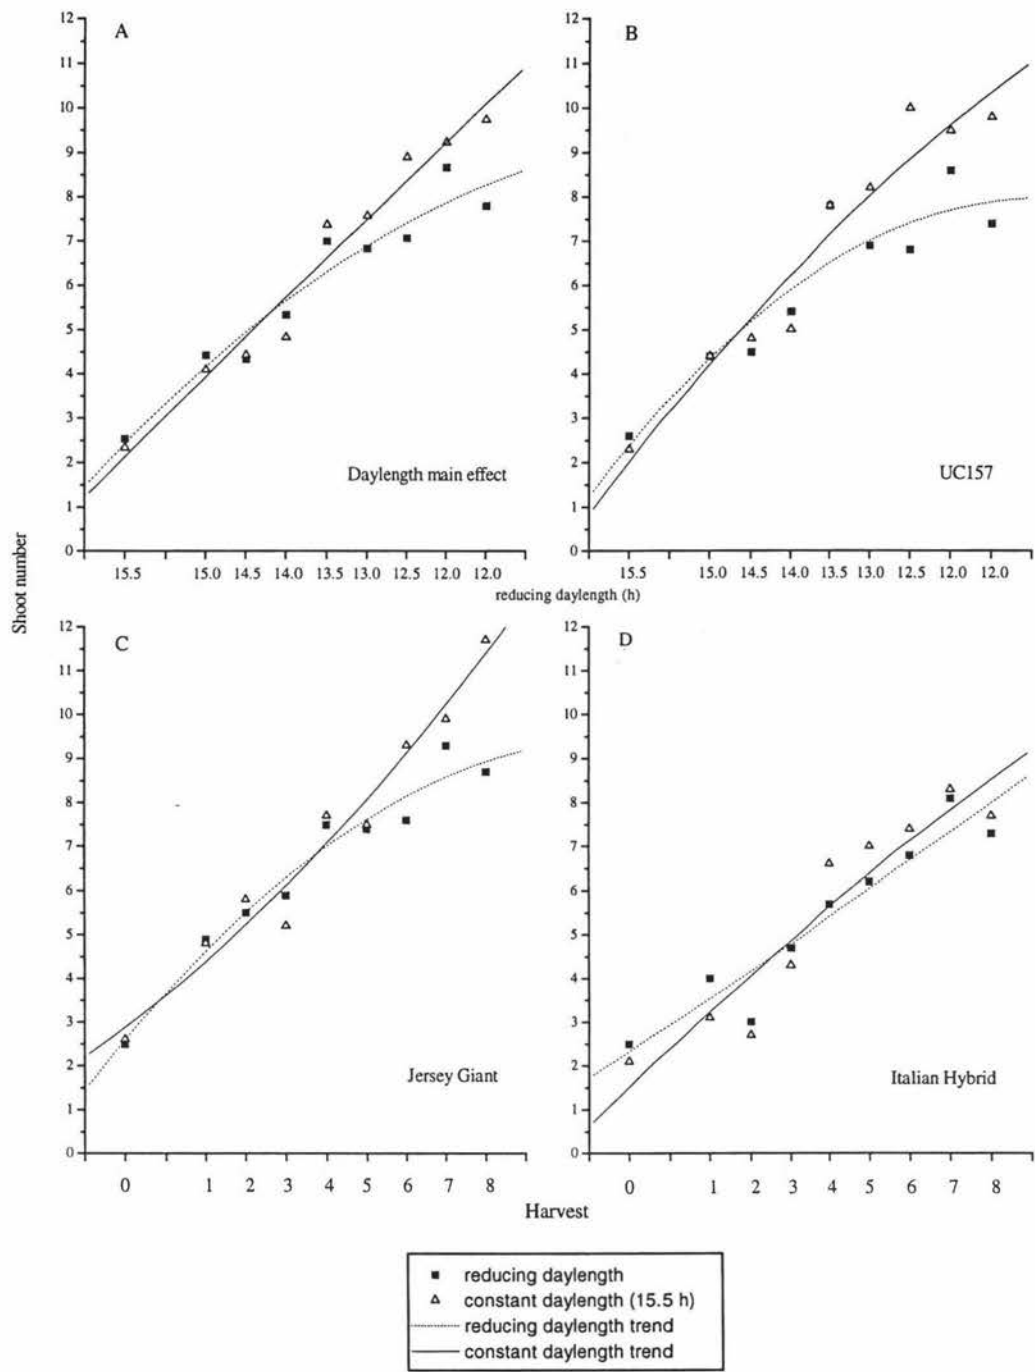 A
12
11
10
9
8
7
6
5
4
3
2
1
0
Daylength main effect
15.5 15.0 14.5 14.0 13.5 13.0 12.5 12.0 12.0
B
12
11
10
9
8
7
6
5
4
3
2
1
0
UC157
15.5 15.0 14.5 14.0 13.5 13.0 12.5 12.0 12.0
reducing daylength (h)
Shoot number
C
12
11
10
9
8
7
6
5
4
3
2
1
0
Jersey Giant
0 1 2 3 4 5 6 7 8
D
12
11
10
9
8
7
6
5
4
3
2
1
0
Italian Hybrid
0 1 2 3 4 5 6 7 8
Harvest
reducing daylength
constant daylength (15.5 h)
reducing daylength trend
constant daylength trend